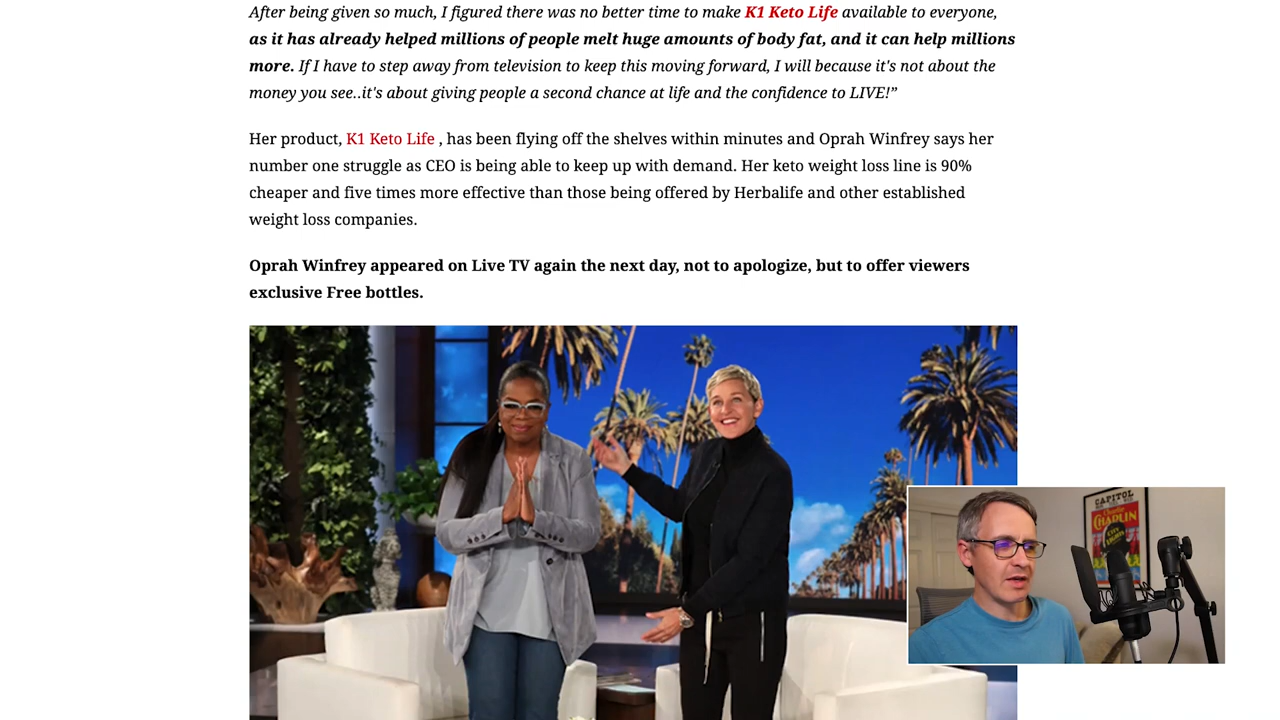 After being given so much, I figured there was no better time to make K1 Keto Life available to everyone,
as it has already helped millions of people melt huge amounts of body fat, and it can help millions
more. If I have to step away from television to keep this moving forward, I will because it's not about the
money you see..it's about giving people a second chance at life and the confidence to LIVE!”
Her product, K1 Keto Life , has been flying off the shelves within minutes and Oprah Winfrey says her
number one struggle as CEO is being able to keep up with demand. Her keto weight loss line is 90%
cheaper and five times more effective than those being offered by Herbalife and other established
weight loss companies.
Oprah Winfrey appeared on Live TV again the next day, not to apologize, but to offer viewers
exclusive Free bottles.
CAPITOL
Charlie
CHAPLIN
CITY